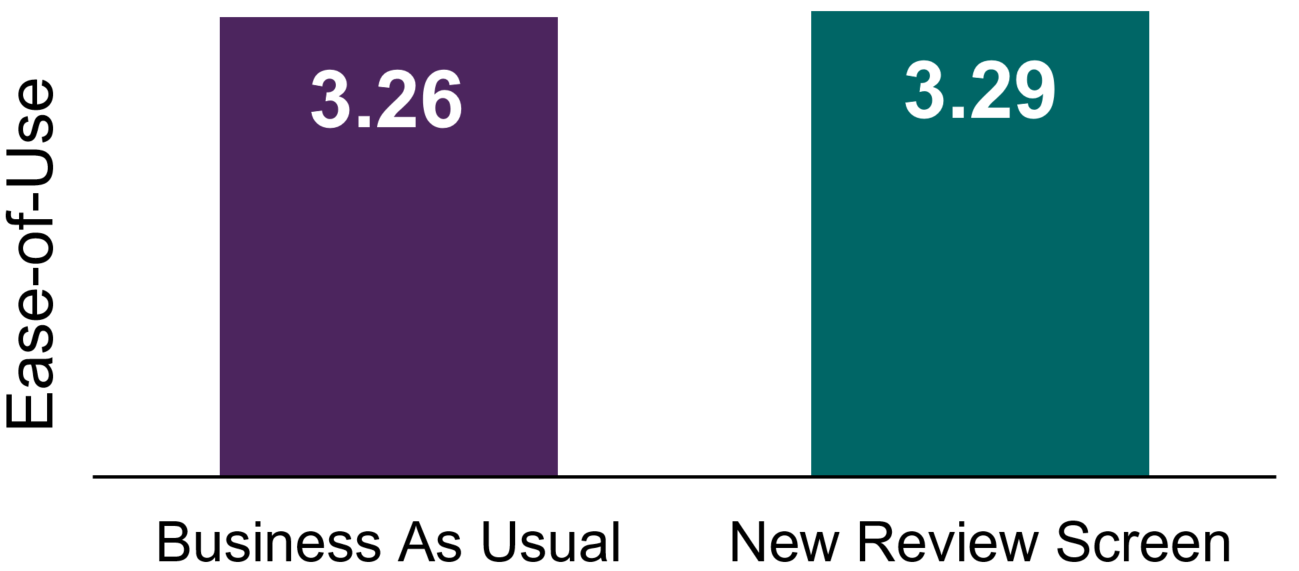 Ease-of-Use
3.26
3.29
Business As Usual
New Review Screen